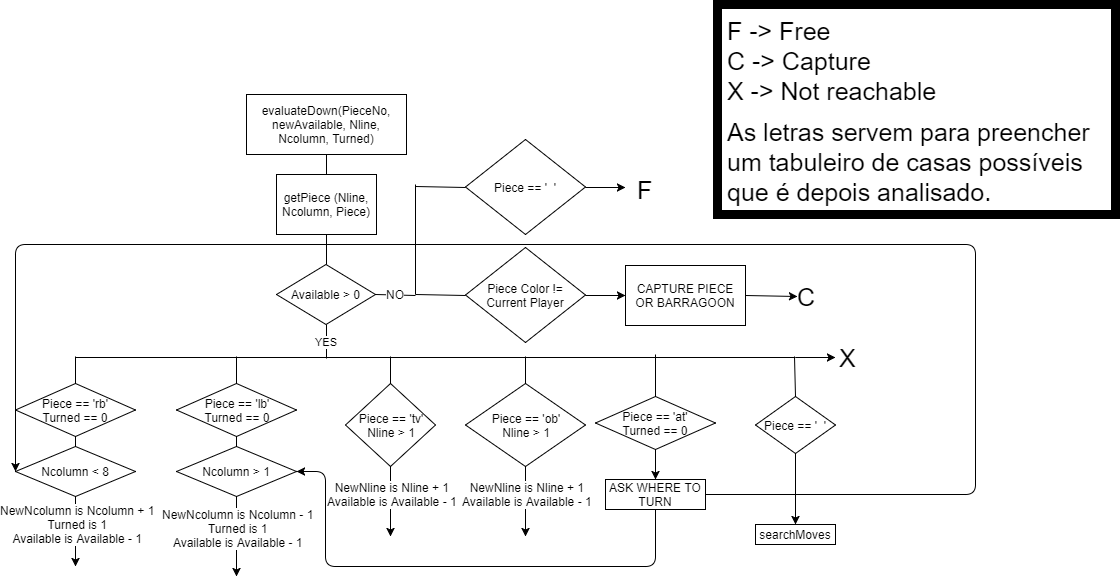 F -> Free
C -> Capture
X -> Not reachable
As letras servem para preencher
um tabuleiro de casas possíveis
que é depois analisado.
evaluateDown(PieceNo,
newAvailable, Nline,
Ncolumn, Turned)
getPiece (Nline,
Ncolumn, Piece)
Piece == ' '
F
Available > 0
NO
Piece Color !=
Current Player
CAPTURE PIECE
OR BARRAGOON
C
YES
X
Piece == 'rb'
Turned == 0
Piece == 'lb'
Turned == 0
Piece == 'tv'
Nline > 1
Piece == 'ob'
Nline > 1
Piece == 'at'
Turned == 0
Piece == ' '
Ncolumn < 8
Ncolumn > 1
NewNcolumn is Ncolumn + 1
Turned is 1
Available is Available - 1
NewNcolumn is Ncolumn - 1
Turned is 1
Available is Available - 1
NewNline is Nline + 1
Available is Available - 1
NewNline is Nline + 1
Available is Available - 1
ASK WHERE TO
TURN
searchMoves